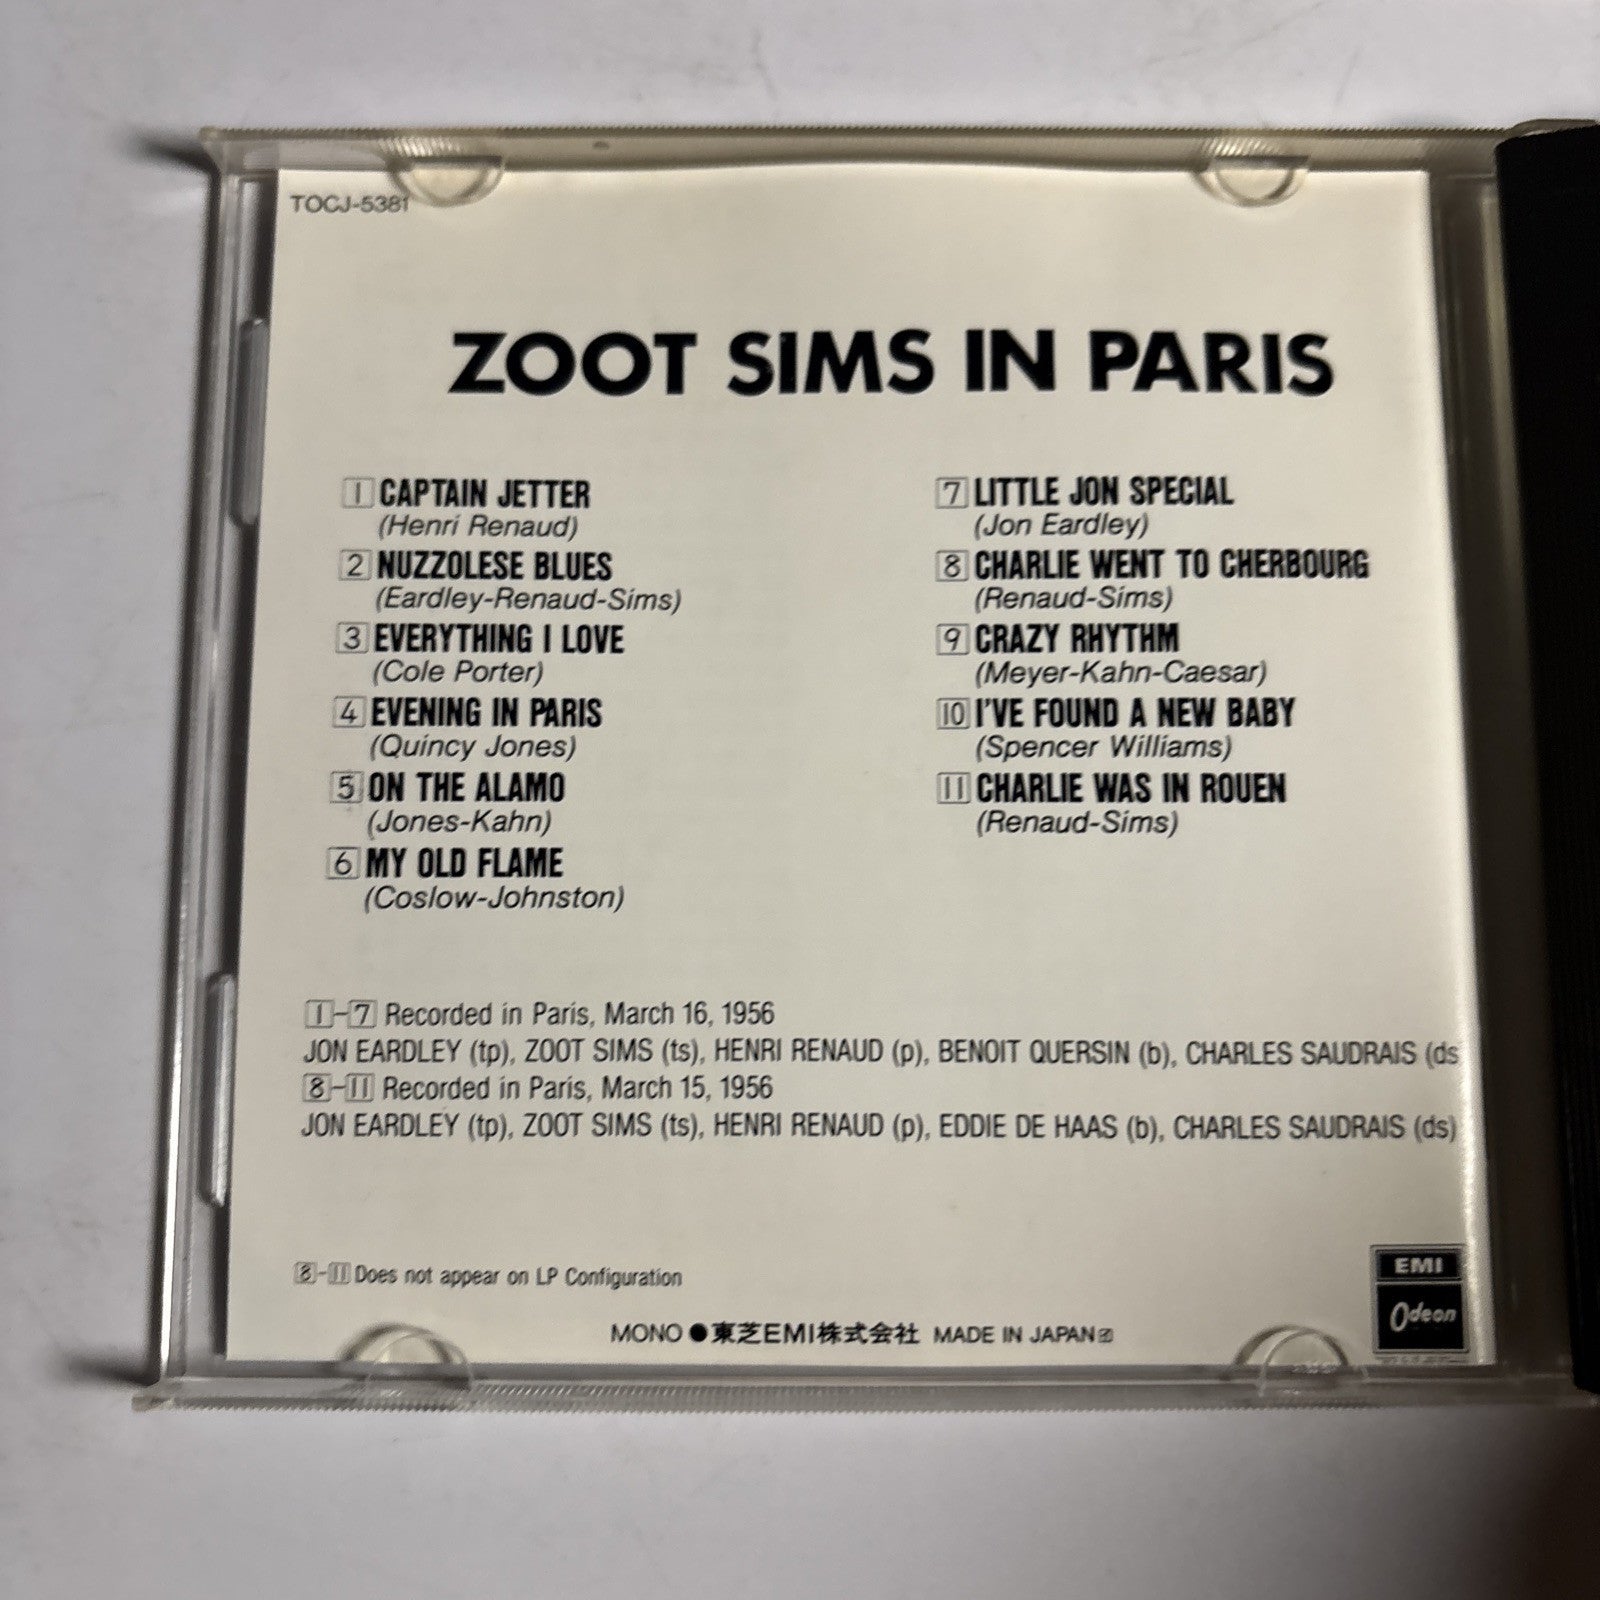 TOCJ-5381
ZOOT SIMS IN PARIS
1 CAPTAIN JETTER
(Henri Renaud)
2 NUZZOLESE BLUES
(Eardley-Renaud-Sims)
3 EVERYTHING I LOVE
(Cole Porter)
4 EVENING IN PARIS
(Quincy Jones)
5 ON THE ALAMO
(Jones-Kahn)
6 MY OLD FLAME
(Coslow-Johnston)
7 LITTLE JON SPECIAL
(Jon Eardley)
8 CHARLIE WENT TO CHERBOURG
(Renaud-Sims)
9 CRAZY RHYTHM
(Meyer-Kahn-Caesar)
10 I'VE FOUND A NEW BABY
(Spencer Williams)
11 CHARLIE WAS IN ROUEN
(Renaud-Sims)
1-7 Recorded in Paris, March 16, 1956
JON EARDLEY (tp), ZOOT SIMS (ts), HENRI RENAUD (p), BENOIT QUERSIN (b), CHARLES SAUDRAIS (ds
8-11 Recorded in Paris, March 15, 1956
JON EARDLEY (tp), ZOOT SIMS (ts), HENRI RENAUD (p), EDDIE DE HAAS (b), CHARLES SAUDRAIS (ds)
8-11 Does not appear on LP Configuration
MONO ●東芝EMI株式会社 MADE IN JAPAN
EMI
Odeon